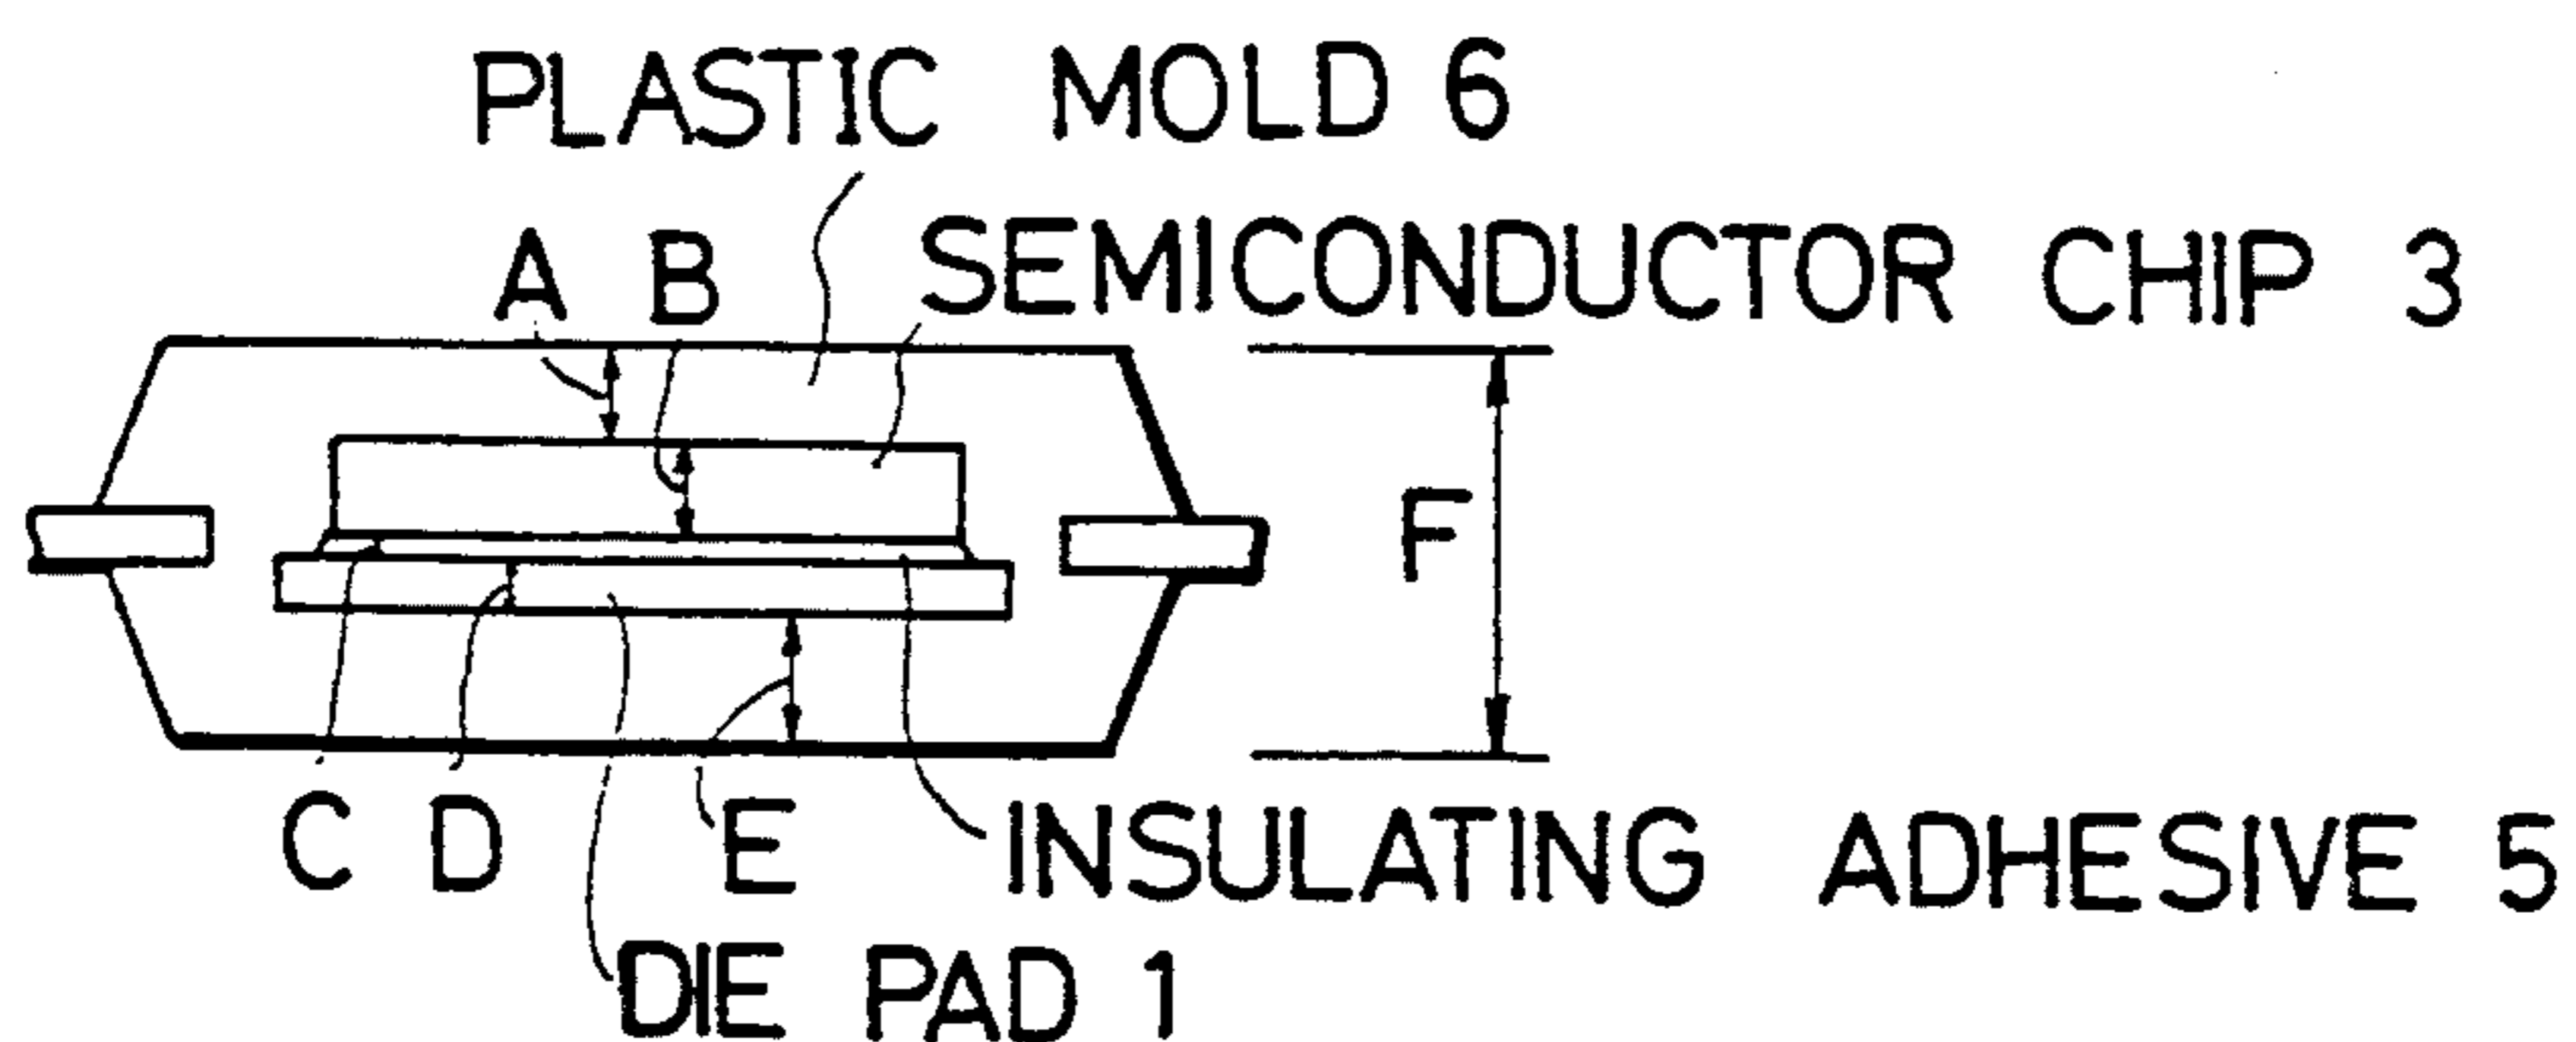 PLASTIC MOLD 6
A B SEMICONDUCTOR CHIP 3
F
C D E INSULATING ADHESIVE 5
DIE PAD 1